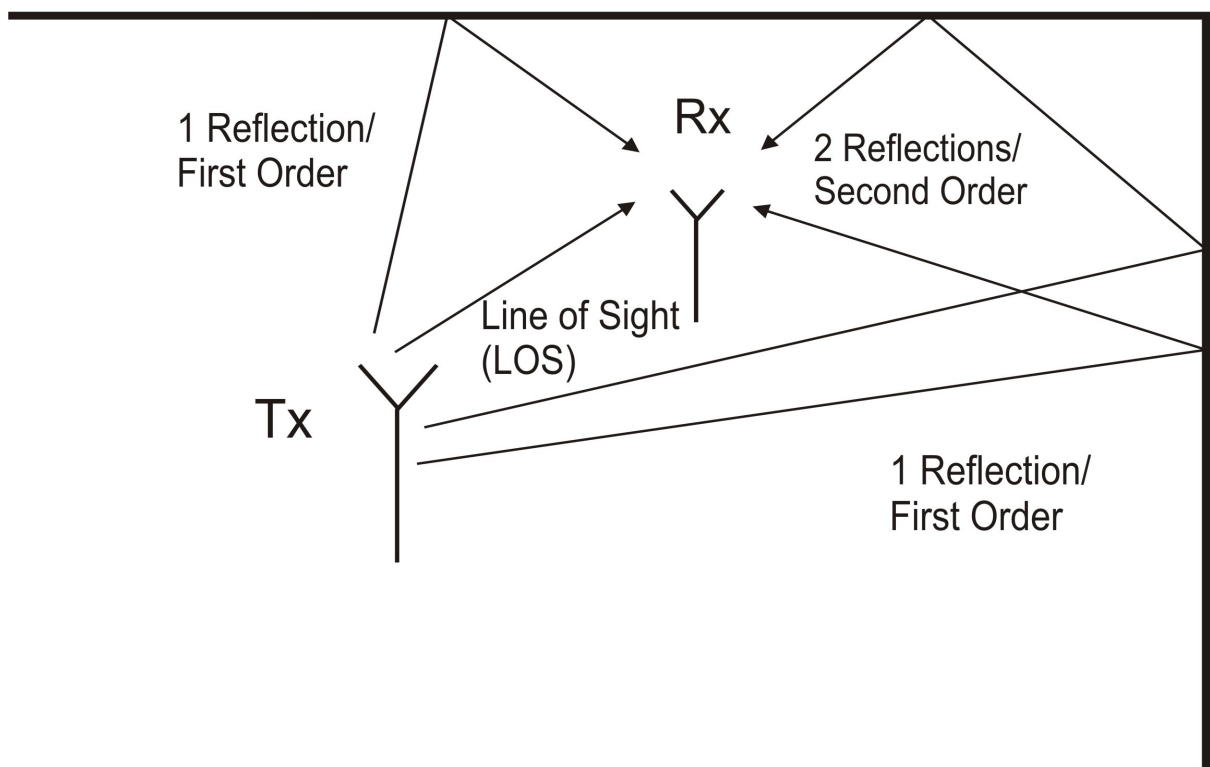 Rx
1 Reflection/
First Order
2 Reflections/
Second Order
Line of Sight
(LOS)
Tx
1 Reflection/
First Order